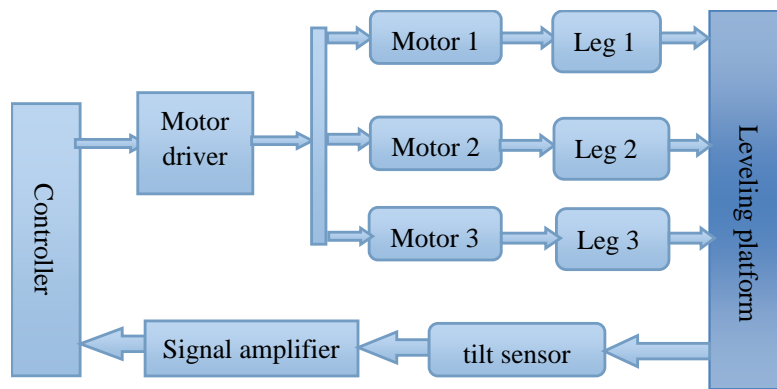 Controller
Motor
driver
Motor 1
Leg 1
Motor 2
Leg 2
Motor 3
Leg 3
Leveling platform
tilt sensor
Signal amplifier